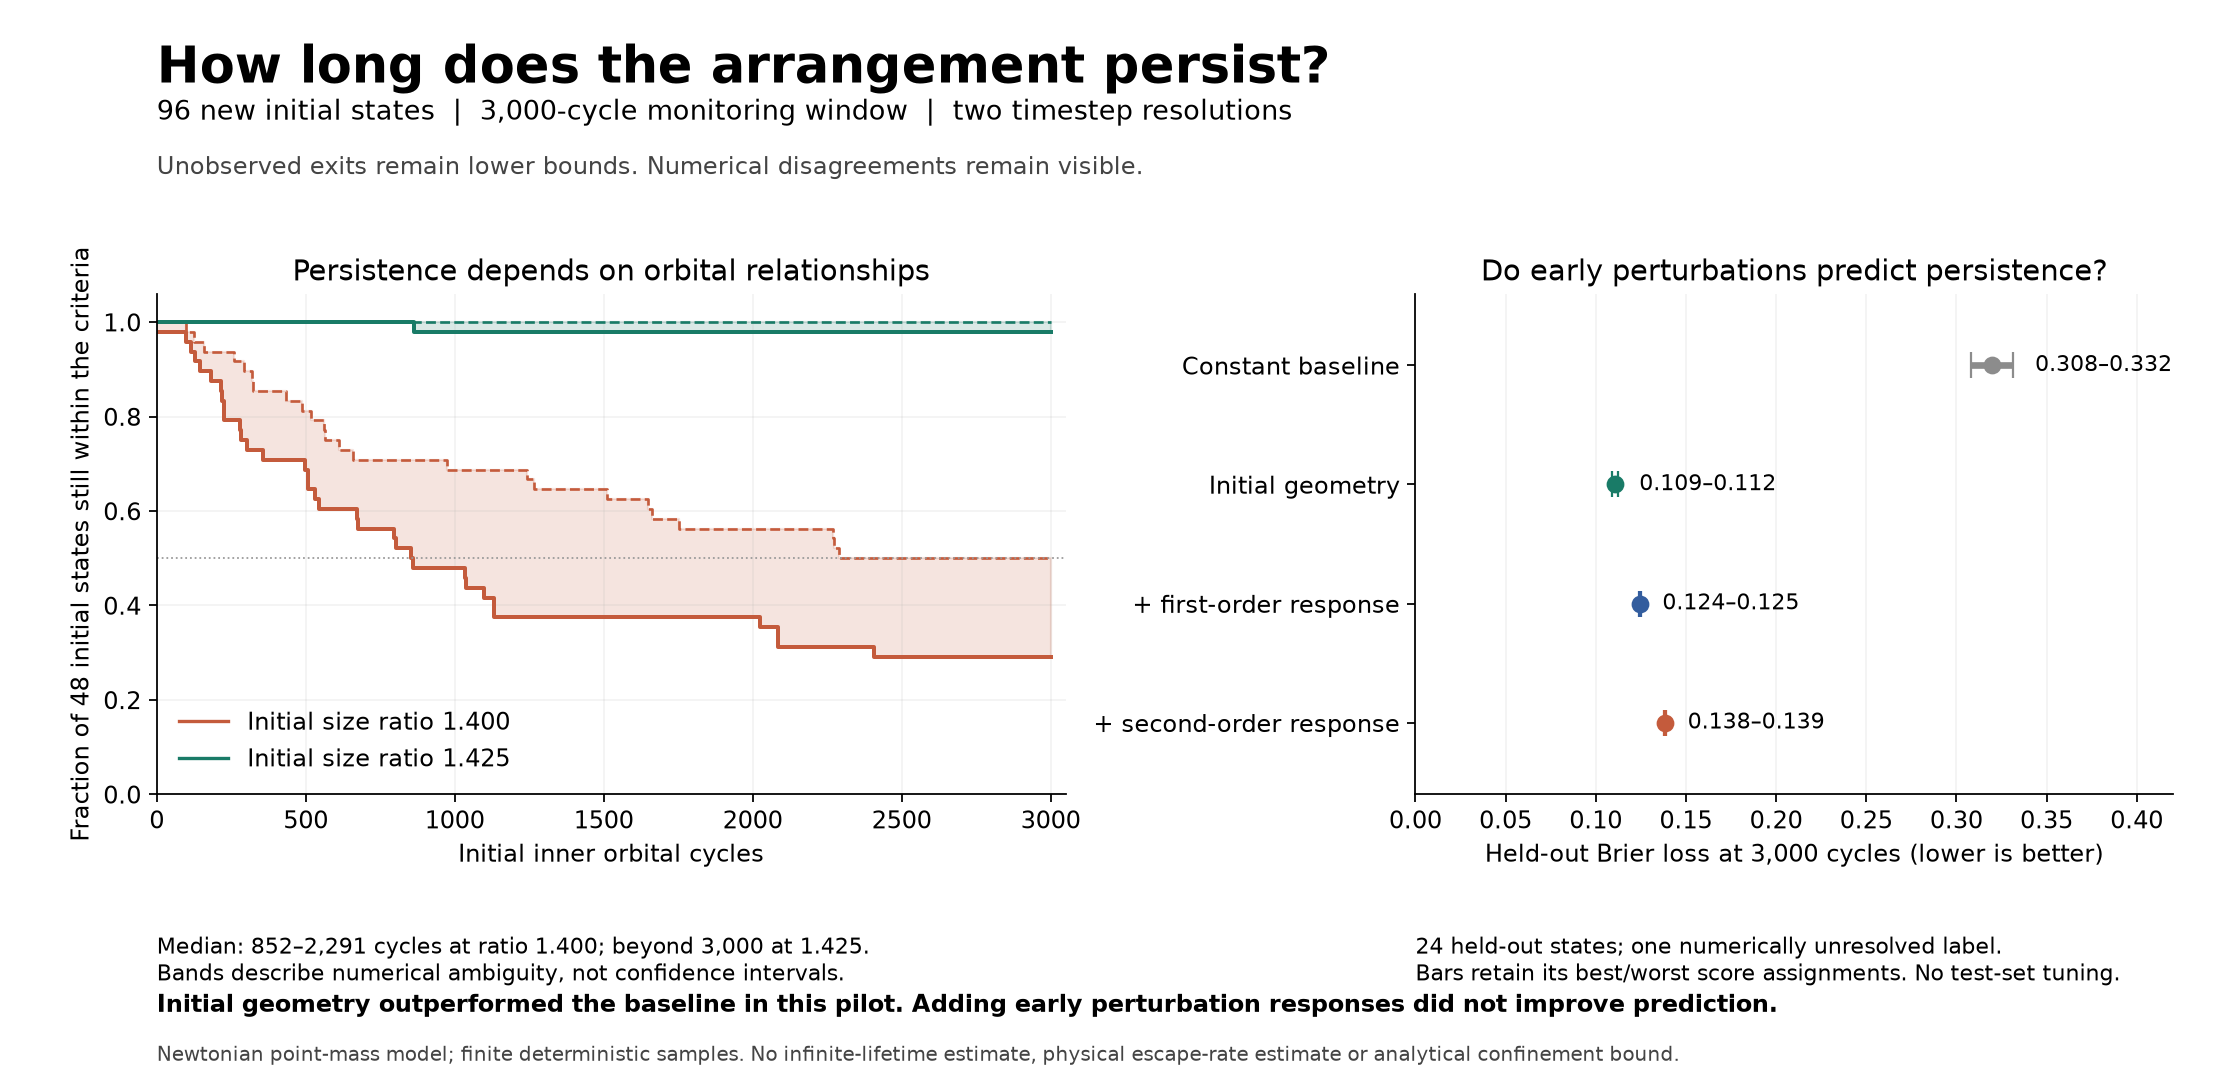 How long does the arrangement persist?
96 new initial states | 3,000-cycle monitoring window | two timestep resolutions
Unobserved exits remain lower bounds. Numerical disagreements remain visible.
Persistence depends on orbital relationships
Fraction of 48 initial states still within the criteria
1.0
0.8
0.6
0.4
0.2
0.0
Initial size ratio 1.400
Initial size ratio 1.425
0 500 1000 1500 2000 2500 3000
Initial inner orbital cycles
Do early perturbations predict persistence?
Constant baseline 0.308–0.332
Initial geometry 0.109–0.112
+ first-order response 0.124–0.125
+ second-order response 0.138–0.139
0.00 0.05 0.10 0.15 0.20 0.25 0.30 0.35 0.40
Held-out Brier loss at 3,000 cycles (lower is better)
Median: 852–2,291 cycles at ratio 1.400; beyond 3,000 at 1.425.
Bands describe numerical ambiguity, not confidence intervals.
24 held-out states; one numerically unresolved label.
Bars retain its best/worst score assignments. No test-set tuning.
Initial geometry outperformed the baseline in this pilot. Adding early perturbation responses did not improve prediction.
Newtonian point-mass model; finite deterministic samples. No infinite-lifetime estimate, physical escape-rate estimate or analytical confinement bound.